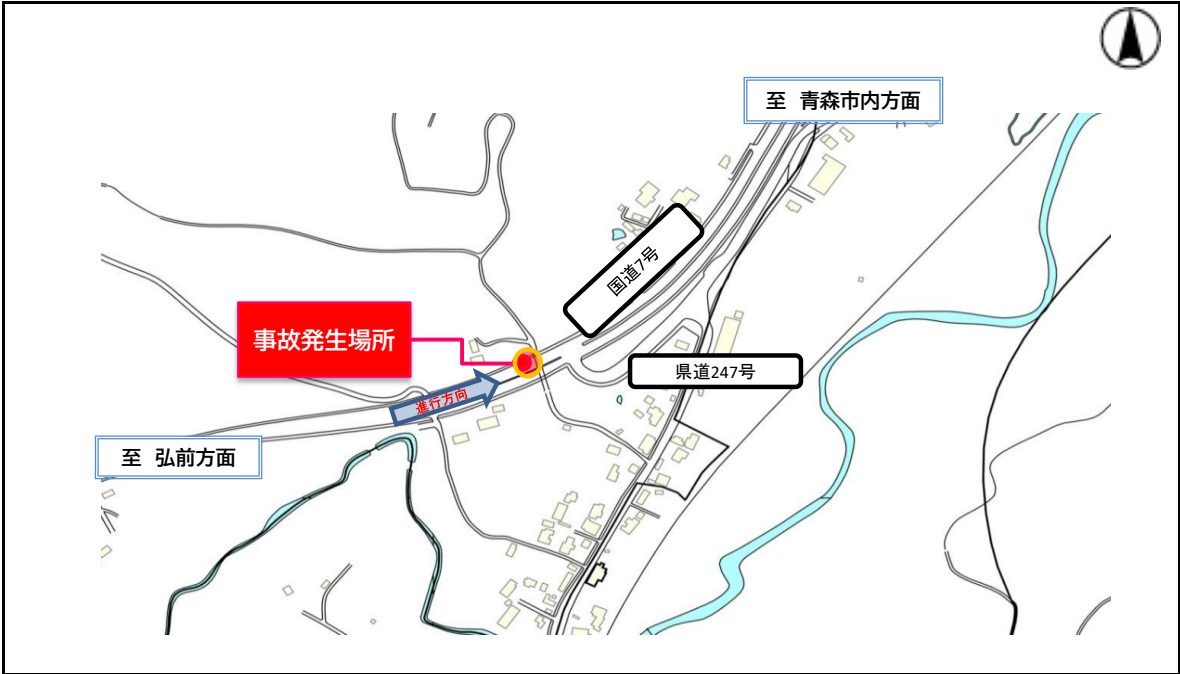 至 青森市内方面
国道7号
事故発生場所
県道247号
進行方向
至 弘前方面